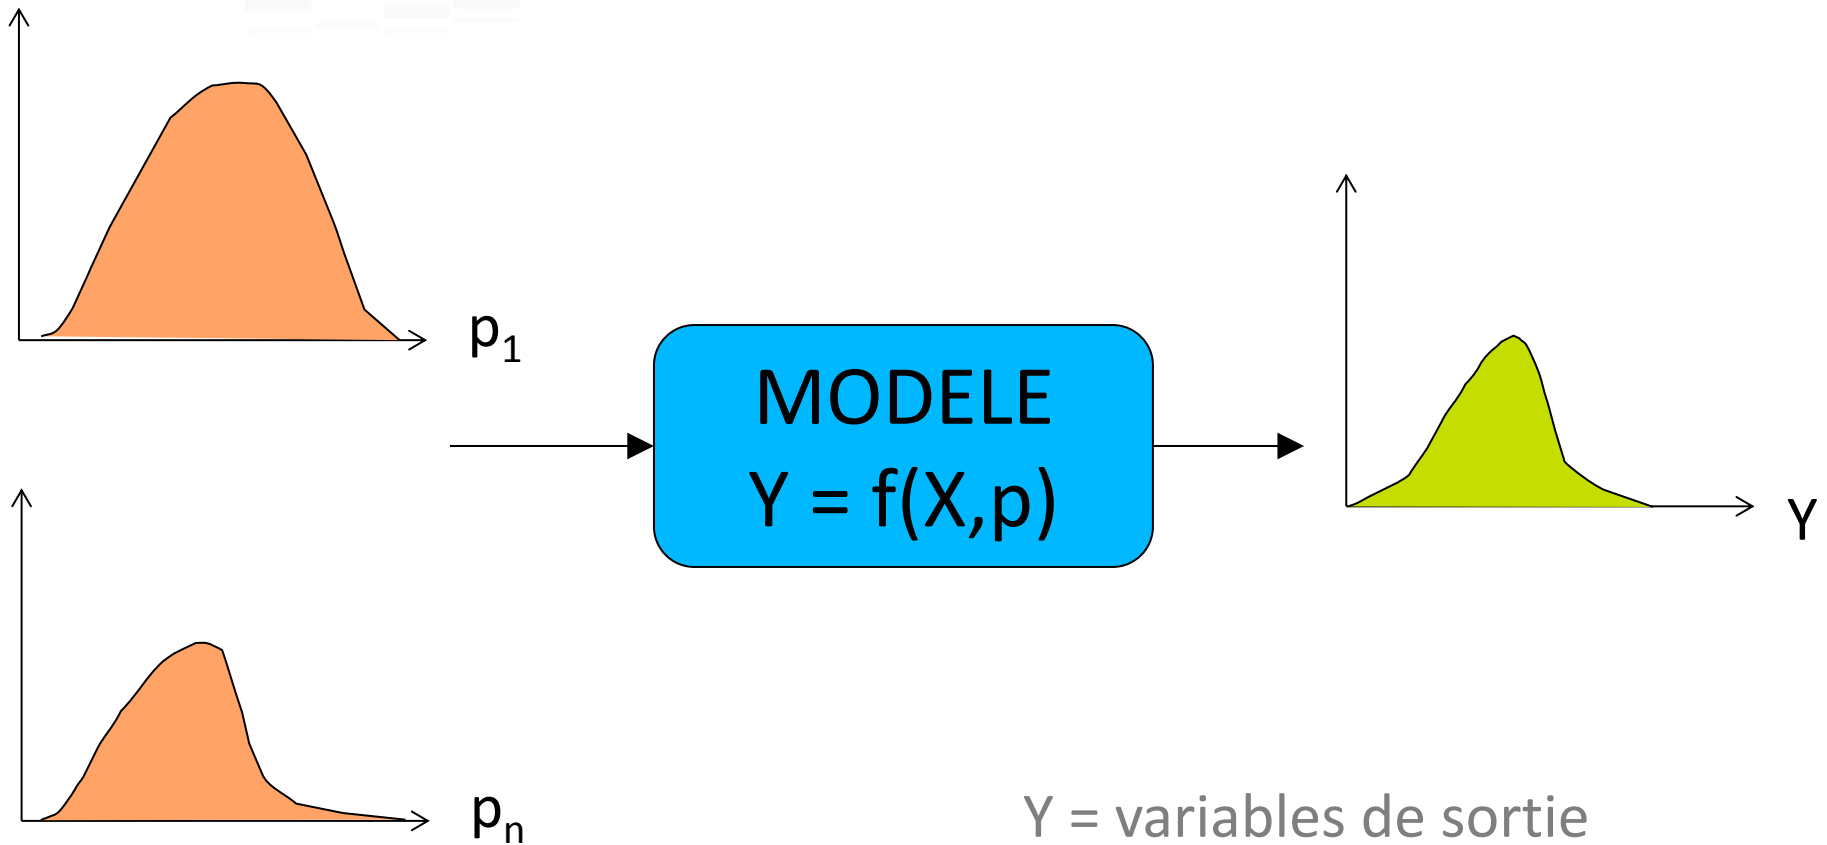 p₁
MODELE
Y = f(X,p)
Y
pₙ
Y = variables de sortie